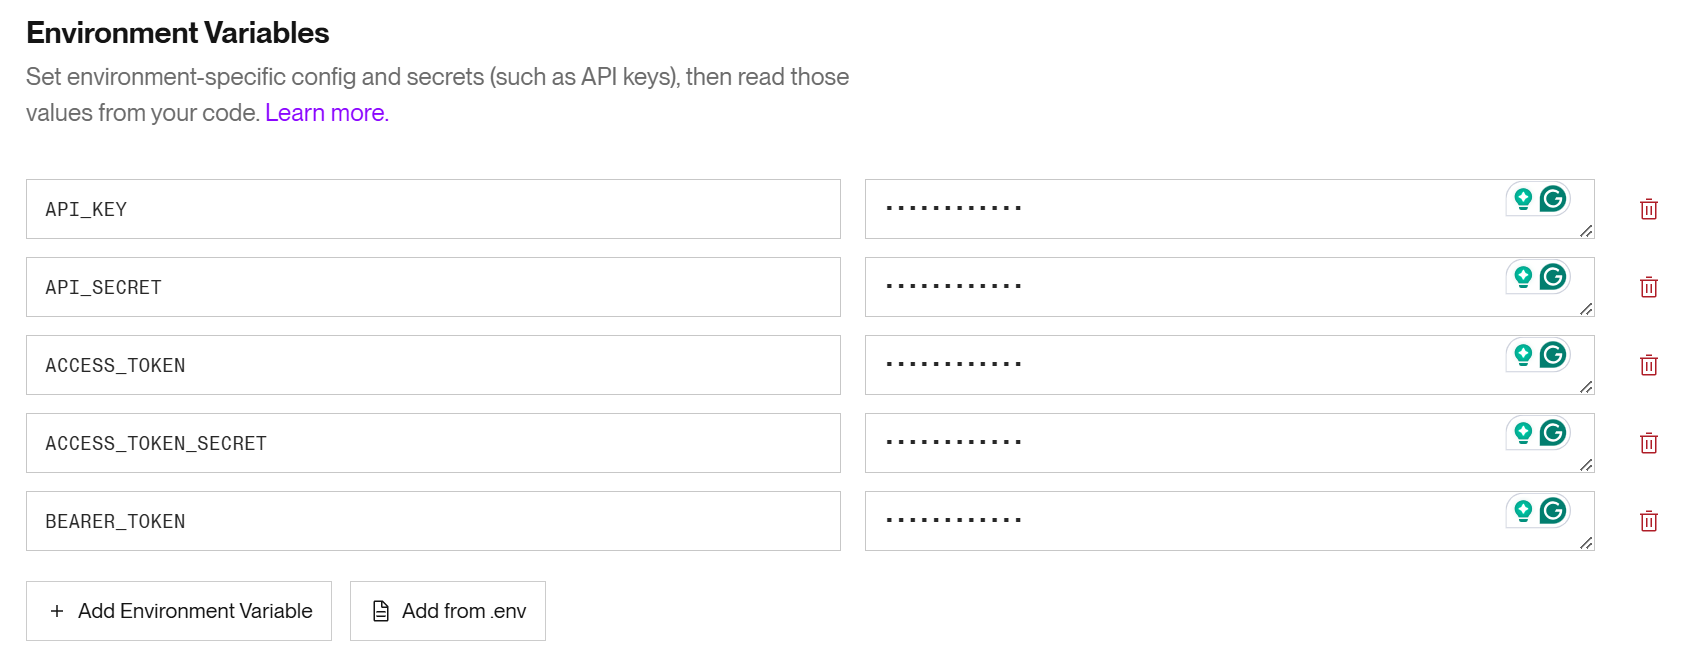 Environment Variables
Set environment-specific config and secrets (such as API keys), then read those
values from your code. Learn more.
API_KEY ············
API_SECRET ············
ACCESS_TOKEN ············
ACCESS_TOKEN_SECRET ············
BEARER_TOKEN ············
+ Add Environment Variable Add from .env